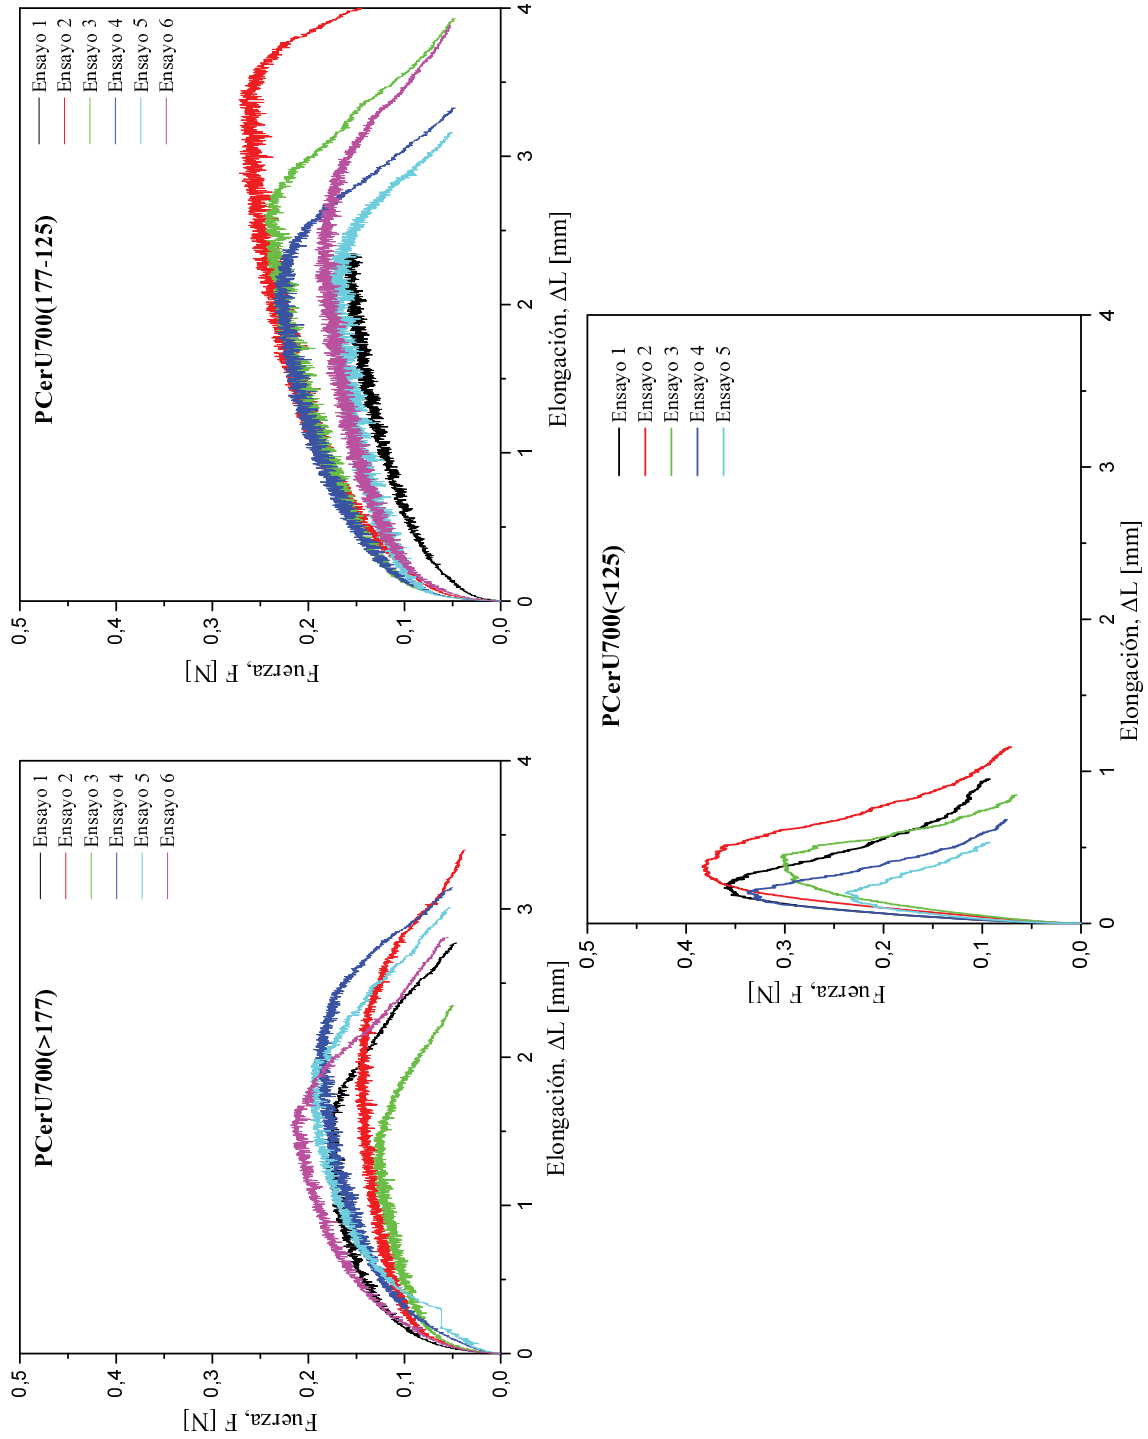 PCerU700(>177)
Ensayo 1
Ensayo 2
Ensayo 3
Ensayo 4
Ensayo 5
Ensayo 6
0,5
0,4
0,3
0,2
0,1
0,0
Fuerza, F [N]
0
1
2
3
4
Elongación, ΔL [mm]
PCerU700(177-125)
Ensayo 1
Ensayo 2
Ensayo 3
Ensayo 4
Ensayo 5
Ensayo 6
0,5
0,4
0,3
0,2
0,1
0,0
Fuerza, F [N]
0
1
2
3
4
Elongación, ΔL [mm]
PCerU700(<125)
Ensayo 1
Ensayo 2
Ensayo 3
Ensayo 4
Ensayo 5
0,5
0,4
0,3
0,2
0,1
0,0
Fuerza, F [N]
0
1
2
3
4
Elongación, ΔL [mm]